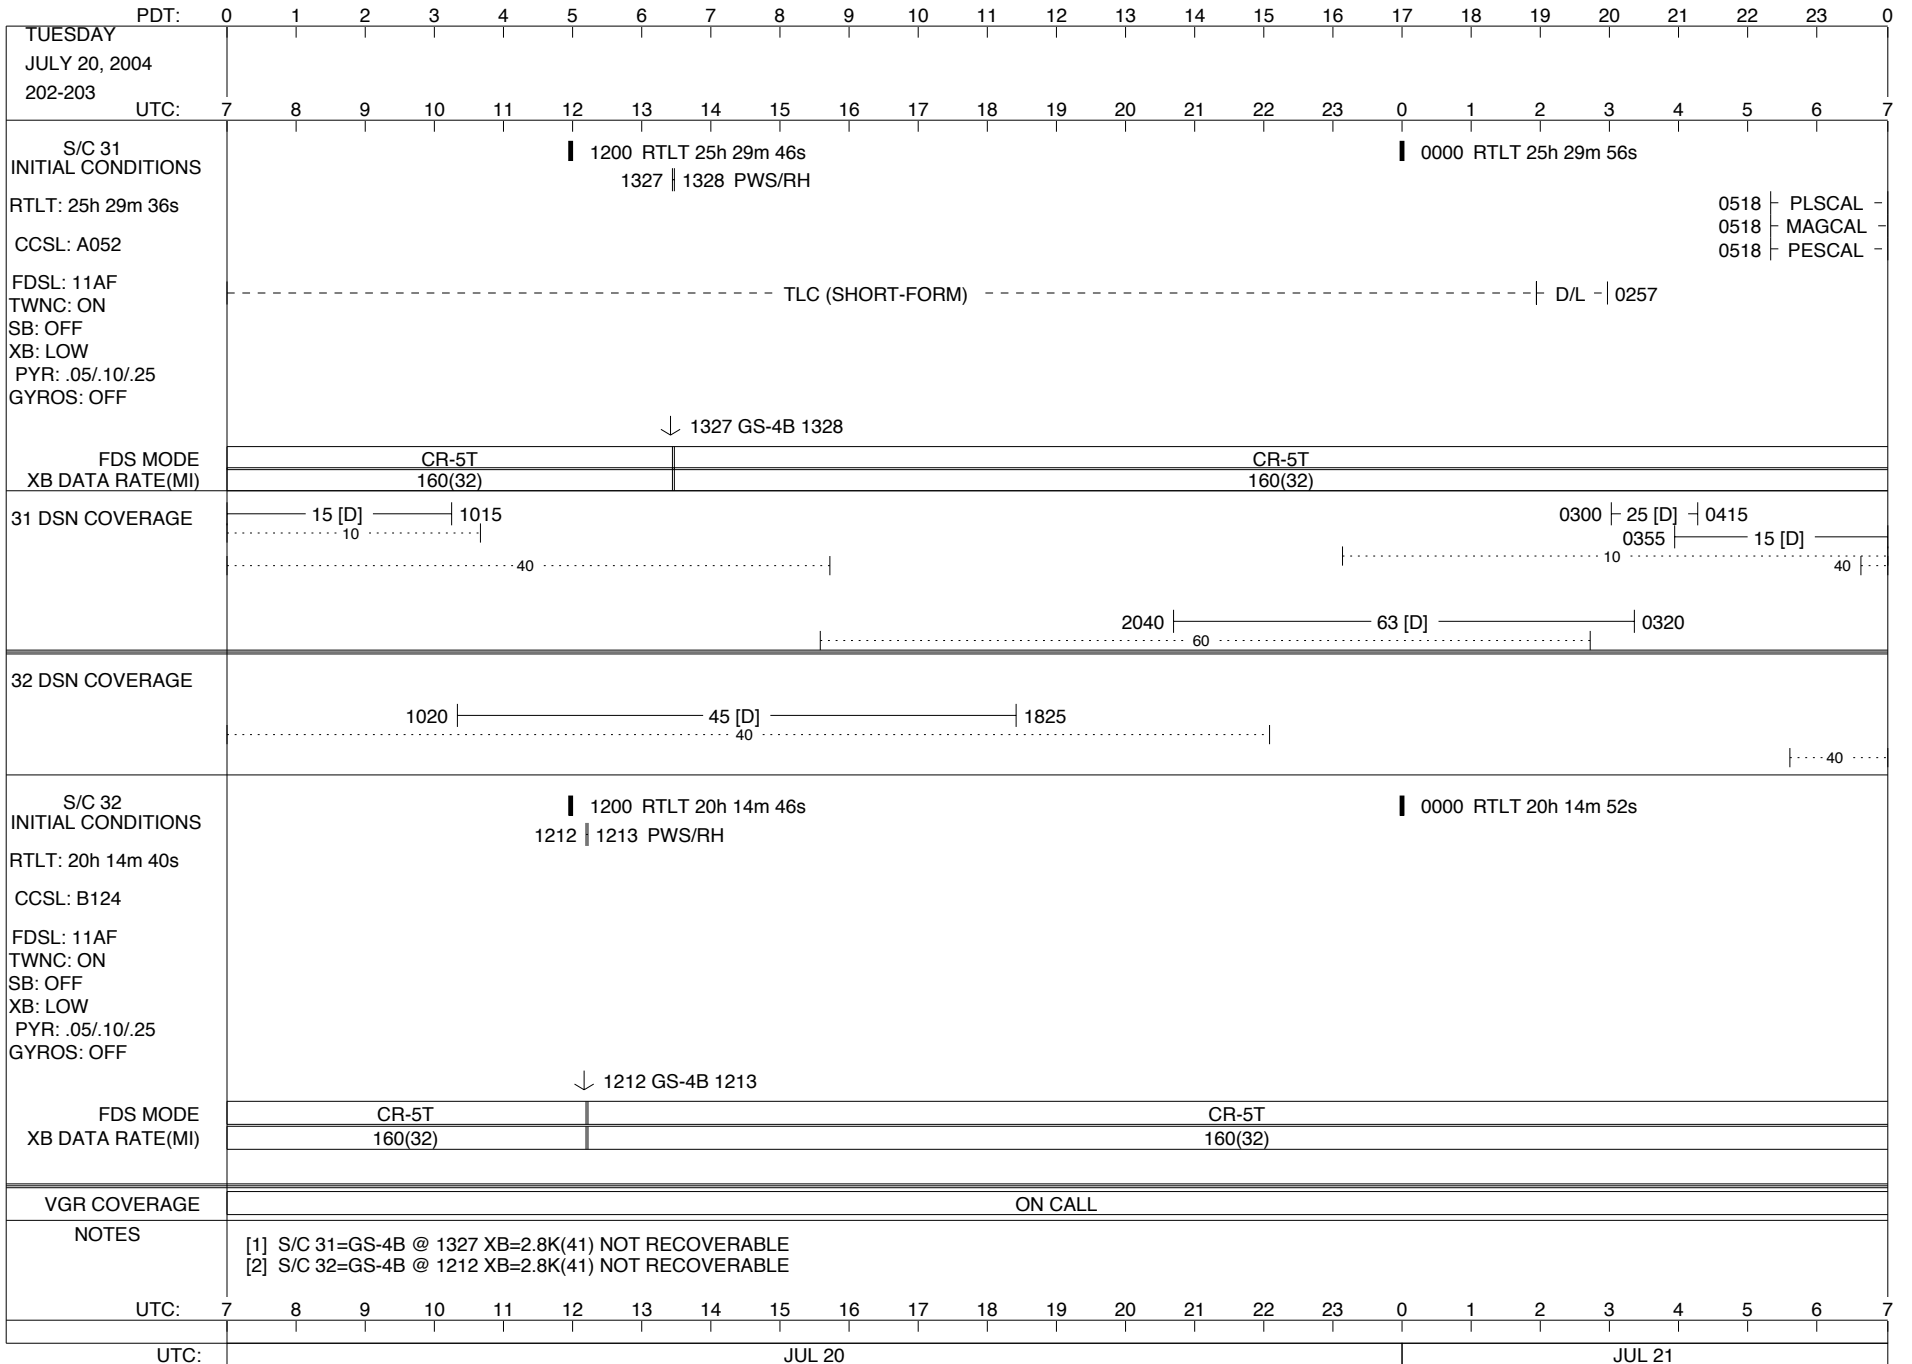 PDT: 0 1 2 3 4 5 6 7 8 9 10 11 12 13 14 15 16 17 18 19 20 21 22 23 0
TUESDAY
JULY 20, 2004
202-203
UTC: 7 8 9 10 11 12 13 14 15 16 17 18 19 20 21 22 23 0 1 2 3 4 5 6 7
S/C 31
INITIAL CONDITIONS
1200 RTLT 25h 29m 46s
0000 RTLT 25h 29m 56s
1327 1328 PWS/RH
RTLT: 25h 29m 36s
0518 PLSCAL
0518 MAGCAL
0518 PESCAL
CCSL: A052
FDSL: 11AF
TWNC: ON
SB: OFF
XB: LOW
PYR: .05/.10/.25
GYROS: OFF
TLC (SHORT-FORM) D/L 0257
1327 GS-4B 1328
FDS MODE CR-5T CR-5T
XB DATA RATE(MI) 160(32) 160(32)
31 DSN COVERAGE
15 [D] 1015
0300 25 [D] 0415
10
0355 15 [D]
10
40
40
2040 63 [D] 0320
60
32 DSN COVERAGE
1020 45 [D] 1825
40
40
S/C 32
INITIAL CONDITIONS
1200 RTLT 20h 14m 46s
0000 RTLT 20h 14m 52s
1212 1213 PWS/RH
RTLT: 20h 14m 40s
CCSL: B124
FDSL: 11AF
TWNC: ON
SB: OFF
XB: LOW
PYR: .05/.10/.25
GYROS: OFF
1212 GS-4B 1213
FDS MODE CR-5T CR-5T
XB DATA RATE(MI) 160(32) 160(32)
VGR COVERAGE ON CALL
NOTES
[1] S/C 31=GS-4B @ 1327 XB=2.8K(41) NOT RECOVERABLE
[2] S/C 32=GS-4B @ 1212 XB=2.8K(41) NOT RECOVERABLE
UTC: 7 8 9 10 11 12 13 14 15 16 17 18 19 20 21 22 23 0 1 2 3 4 5 6 7
UTC: JUL 20 JUL 21